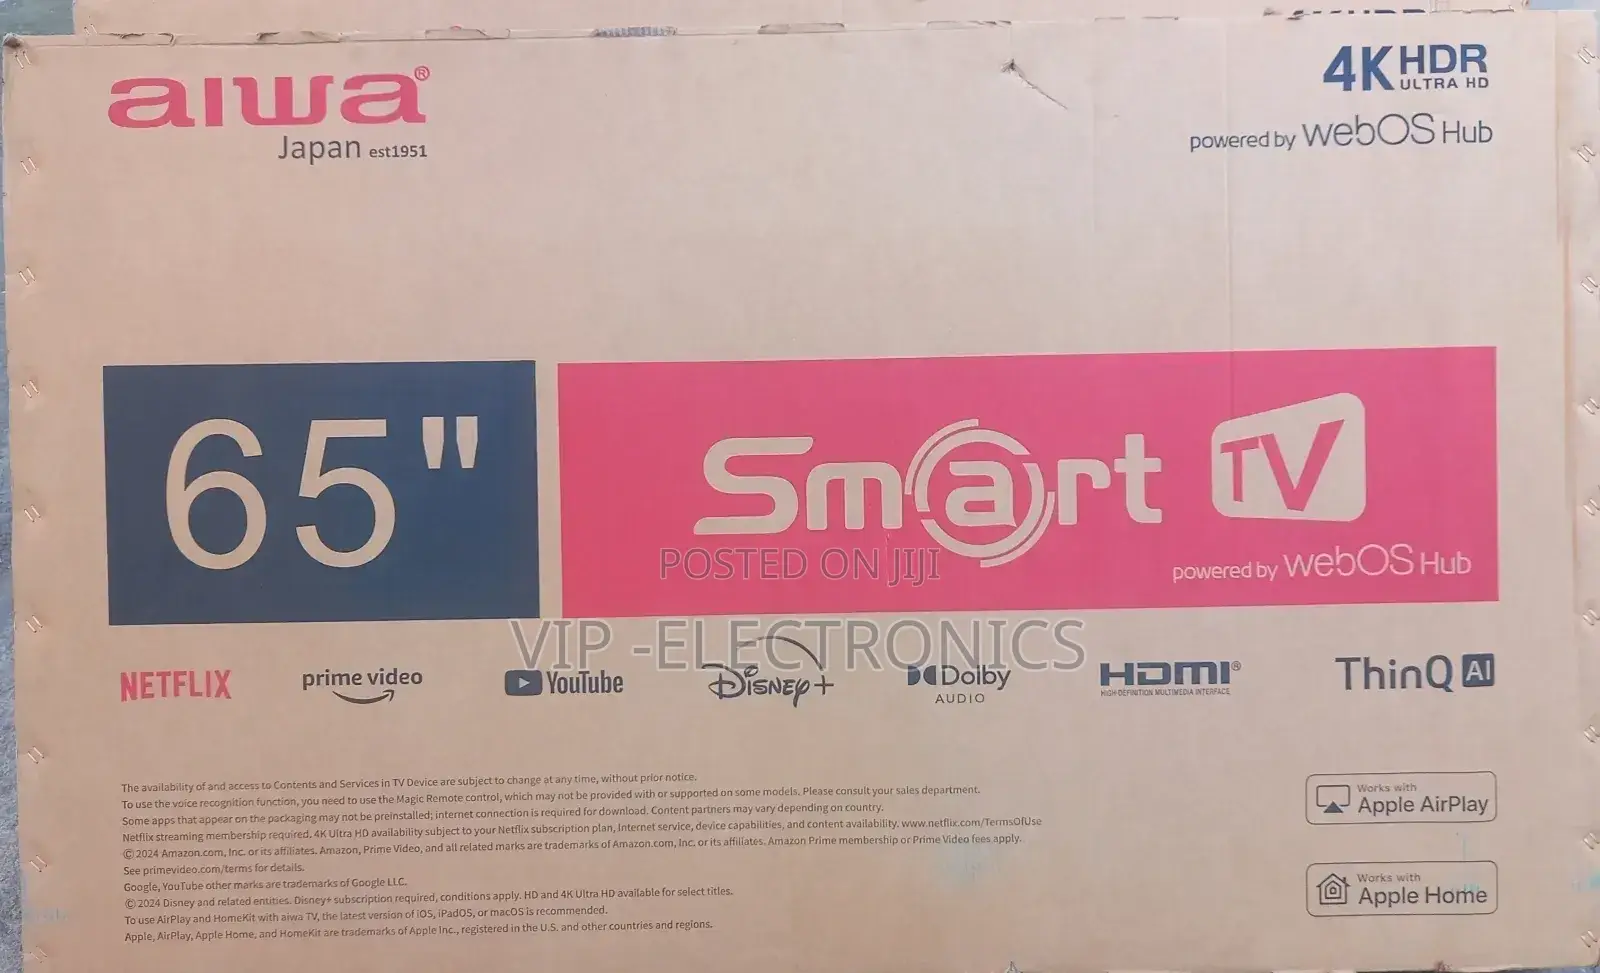 aiwa®
Japan est1951
4K HDR
ULTRA HD
powered by webOS Hub
65"
Smart TV
powered by webOS Hub
POSTED ON JIJI
VIP -ELECTRONICS
NETFLIX
prime video
YouTube
Disney+
Dolby
AUDIO
HDMI®
HIGH-DEFINITION MULTIMEDIA INTERFACE
ThinQ AI
The availability of and access to Contents and Services in TV Device are subject to change at any time, without prior notice.
To use the voice recognition function, you need to use the Magic Remote control, which may not be provided with or supported on some models. Please consult your sales department.
Some apps that appear on the packaging may not be preinstalled; internet connection is required for download. Content partners may vary depending on country.
Netflix streaming membership required. 4K Ultra HD availability subject to your Netflix subscription plan, Internet service, device capabilities, and content availability. www.netflix.com/TermsOfUse
© 2024 Amazon.com, Inc. or its affiliates. Amazon, Prime Video, and all related marks are trademarks of Amazon.com, Inc. or its affiliates. Amazon Prime membership or Prime Video fees apply.
See primevideo.com/terms for details.
Google, YouTube other marks are trademarks of Google LLC.
© 2024 Disney and related entities. Disney+ subscription required, conditions apply. HD and 4K Ultra HD available for select titles.
To use AirPlay and HomeKit with aiwa TV, the latest version of iOS, iPadOS, or macOS is recommended.
Apple, AirPlay, Apple Home, and HomeKit are trademarks of Apple Inc., registered in the U.S. and other countries and regions.
Works with
Apple AirPlay
Works with
Apple Home